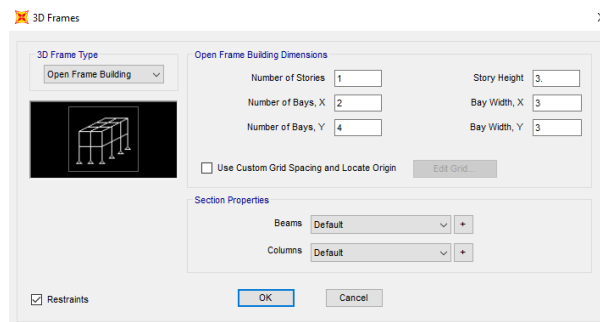 3D Frames
3D Frame Type
Open Frame Building
Open Frame Building Dimensions
Number of Stories 1 Story Height 3.
Number of Bays, X 2 Bay Width, X 3
Number of Bays, Y 4 Bay Width, Y 3
Use Custom Grid Spacing and Locate Origin Edit Grid...
Section Properties
Beams Default +
Columns Default +
Restraints OK Cancel